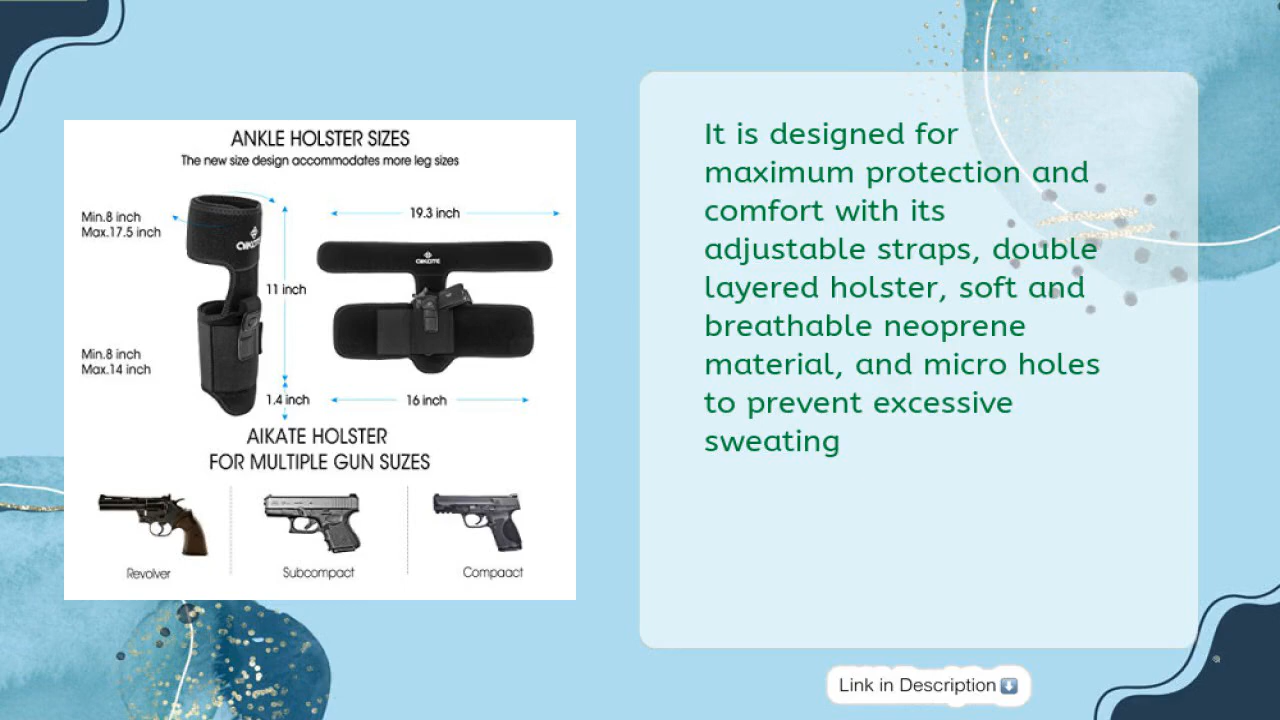 ANKLE HOLSTER SIZES
The new size design accommodates more leg sizes
Min.8 inch
Max.17.5 inch
AIKATE
11 inch
Min.8 inch
Max.14 inch
1.4 inch
19.3 inch
AIKATE
16 inch
AIKATE HOLSTER
FOR MULTIPLE GUN SUZES
Revolver
Subcompact
Compaact
It is designed for
maximum protection and
comfort with its
adjustable straps, double
layered holster, soft and
breathable neoprene
material, and micro holes
to prevent excessive
sweating
Link in Description